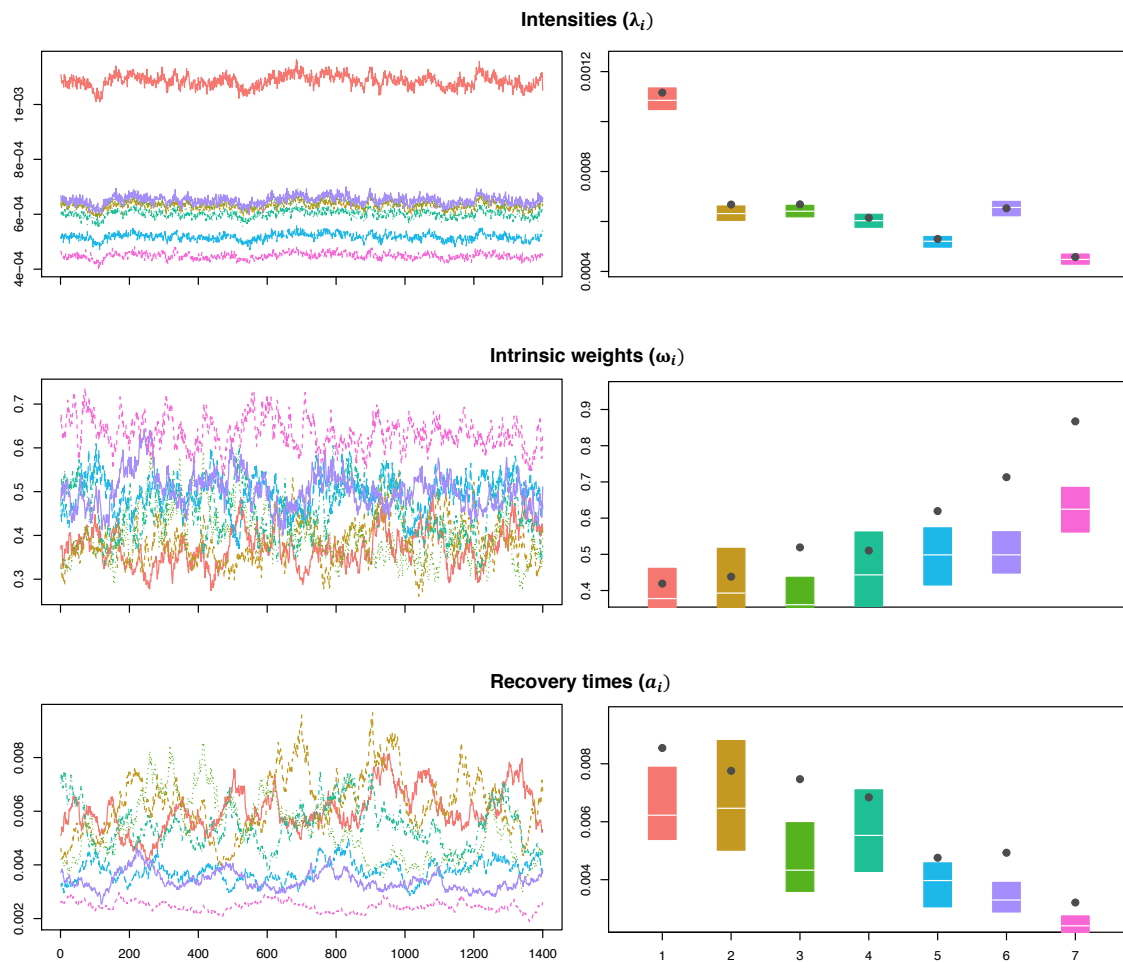 Intensities (λᵢ)
1e−03
8e−04
6e−04
4e−04
0.0012
0.0008
0.0004
Intrinsic weights (ωᵢ)
0.7
0.6
0.5
0.4
0.3
0.9
0.8
0.7
0.6
0.5
0.4
Recovery times (aᵢ)
0.008
0.006
0.004
0.002
0 200 400 600 800 1000 1200 1400
0.008
0.006
0.004
1 2 3 4 5 6 7